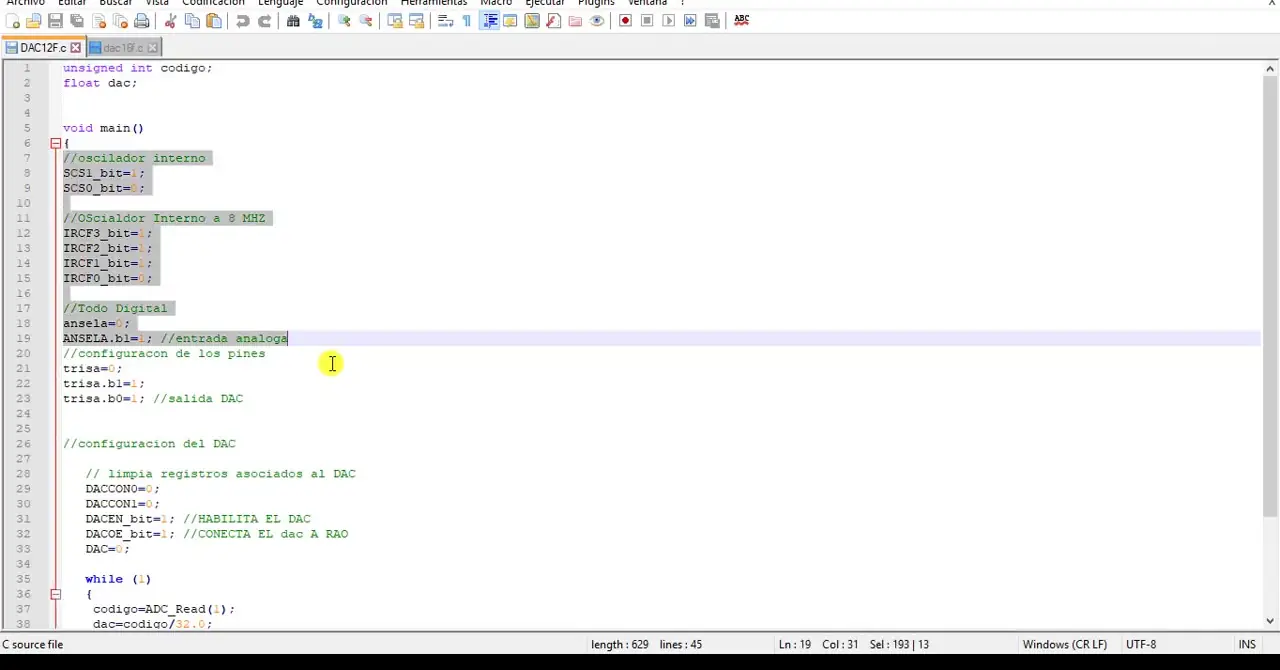 Archivo Editar Buscar Vista Codificación Lenguaje Configuración Herramientas Macro Ejecutar Plugins Ventana ? X
ABC
DAC12F.c dac18f.c
1 unsigned int codigo;
2 float dac;
3
4
5 void main()
6 {
7 //oscilador interno
8 SCS1_bit=1;
9 SCS0_bit=0;
10
11 //OScialdor Interno a 8 MHZ
12 IRCF3_bit=1;
13 IRCF2_bit=1;
14 IRCF1_bit=1;
15 IRCF0_bit=0;
16
17 //Todo Digital
18 ansela=0;
19 ANSELA.b1=1; //entrada analoga
20 //configuracon de los pines
21 trisa=0;
22 trisa.b1=1;
23 trisa.b0=1; //salida DAC
24
25
26 //configuracion del DAC
27
28 // limpia registros asociados al DAC
29 DACCON0=0;
30 DACCON1=0;
31 DACEN_bit=1; //HABILITA EL DAC
32 DACOE_bit=1; //CONECTA EL dac A RAO
33 DAC=0;
34
35 while (1)
36 {
37 codigo=ADC_Read(1);
38 dac=codigo/32.0;
C source file length : 629 lines : 45 Ln : 19 Col : 31 Sel : 193 | 13 Windows (CR LF) UTF-8 INS